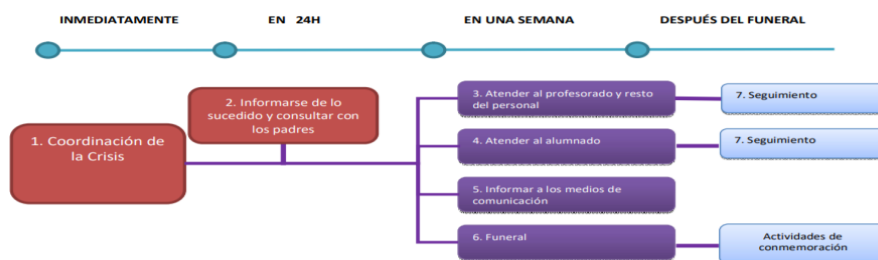 INMEDIATAMENTE EN 24H EN UNA SEMANA DESPUÉS DEL FUNERAL
1. Coordinación de
la Crisis
2. Informarse de lo
sucedido y consultar con
los padres
3. Atender al profesorado y resto
del personal
7. Seguimiento
4. Atender al alumnado
7. Seguimiento
5. Informar a los medios de
comunicación
6. Funeral
Actividades de
conmemoración